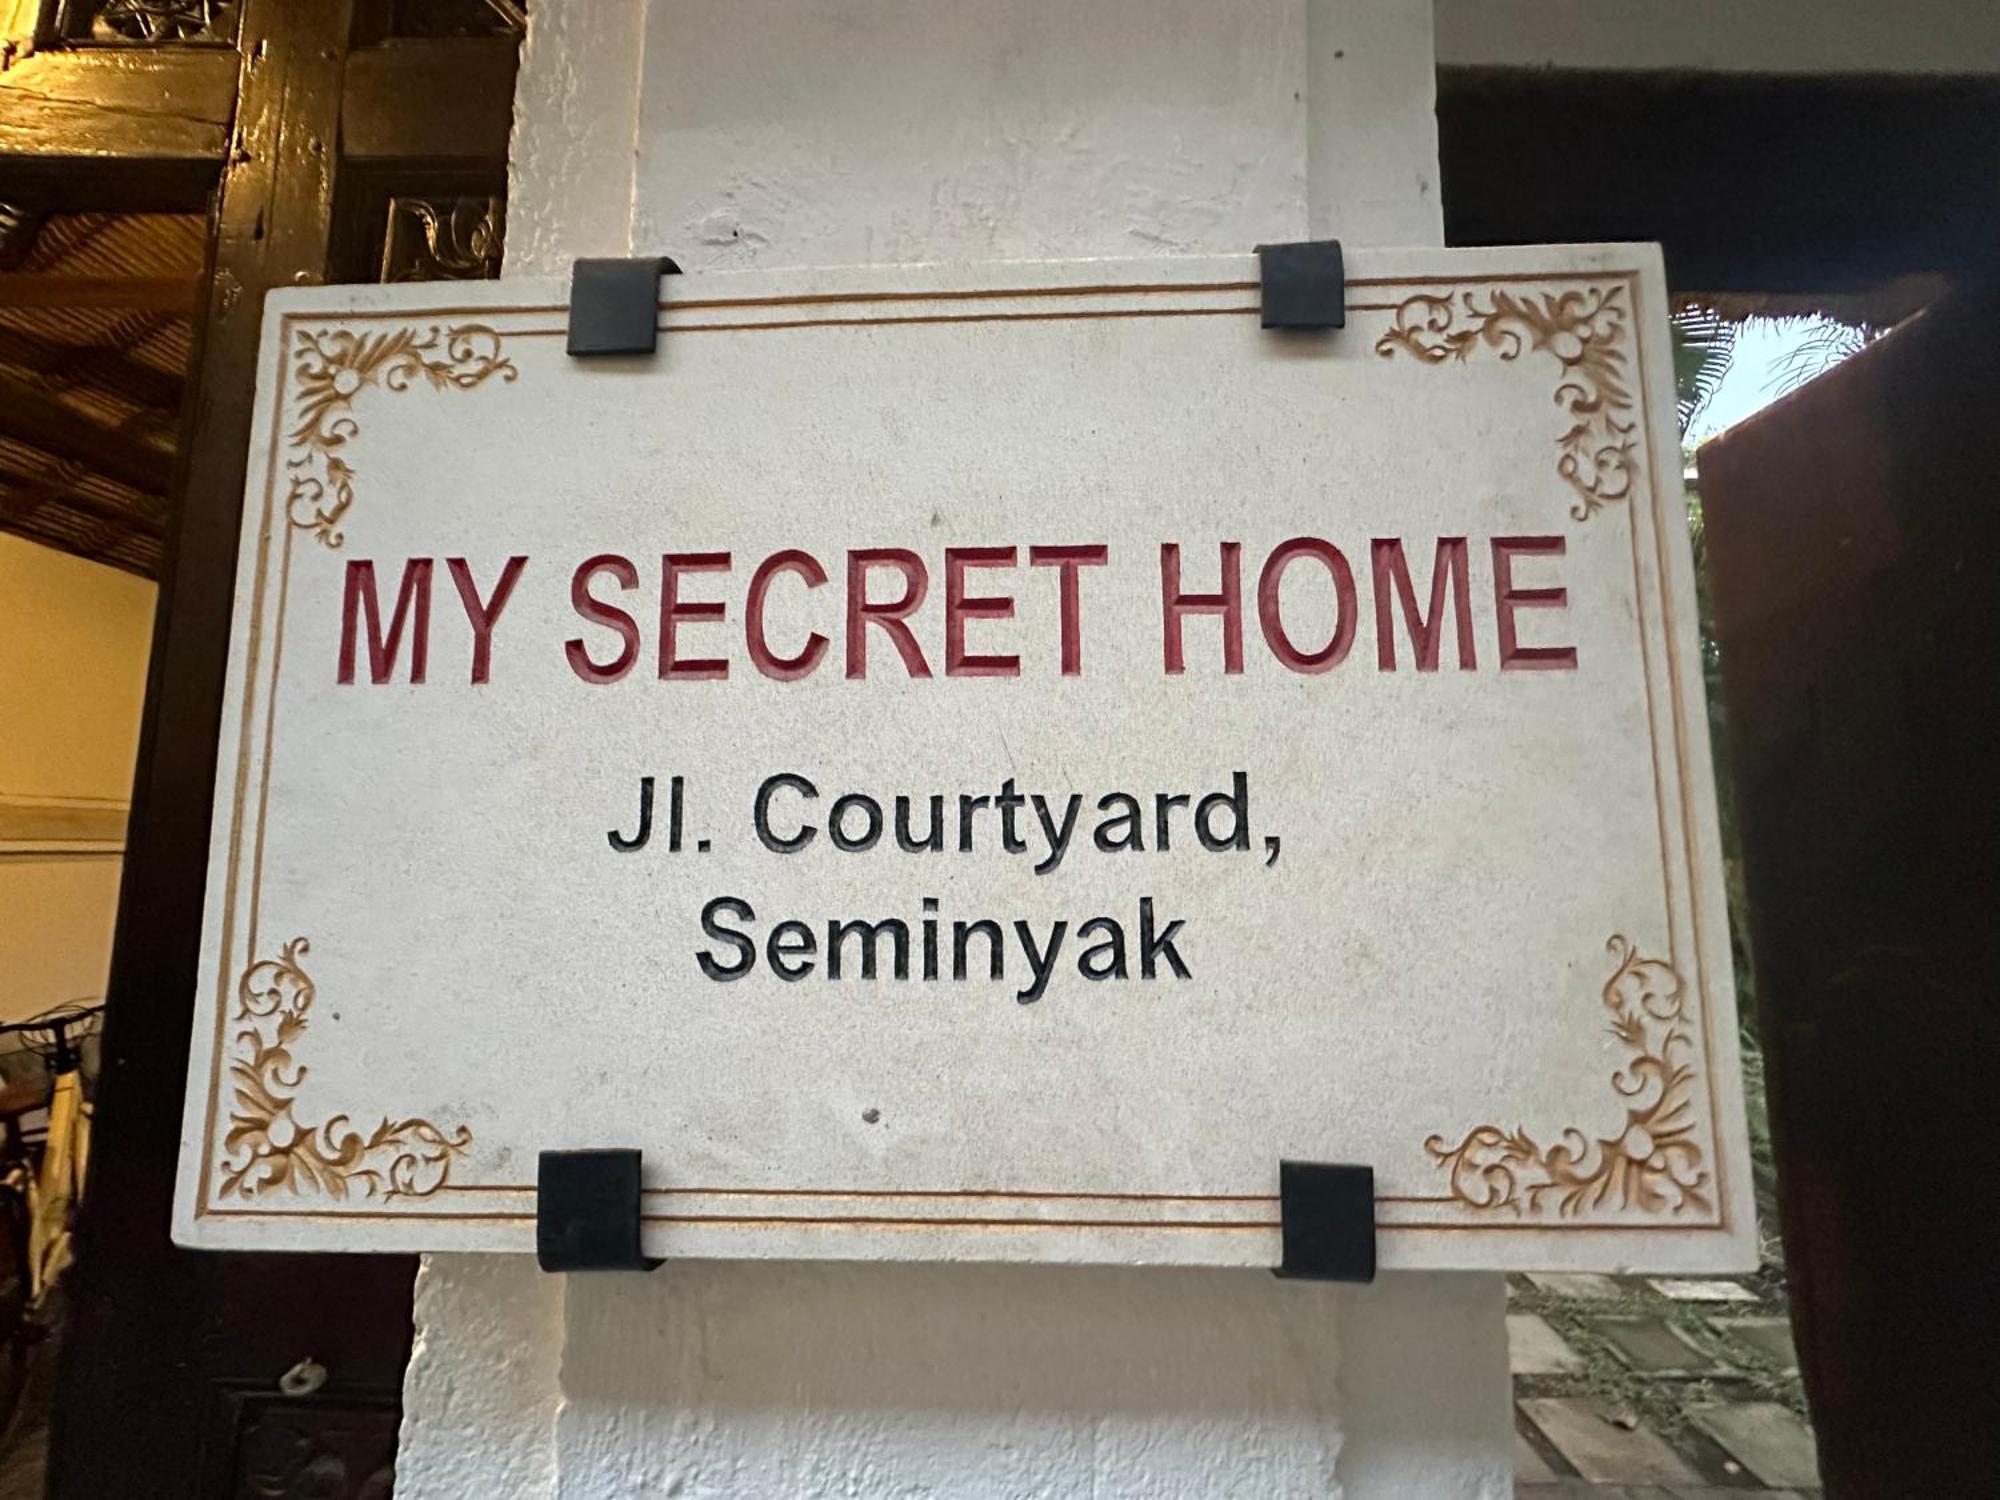 MY SECRET HOME
Jl. Courtyard,
Seminyak